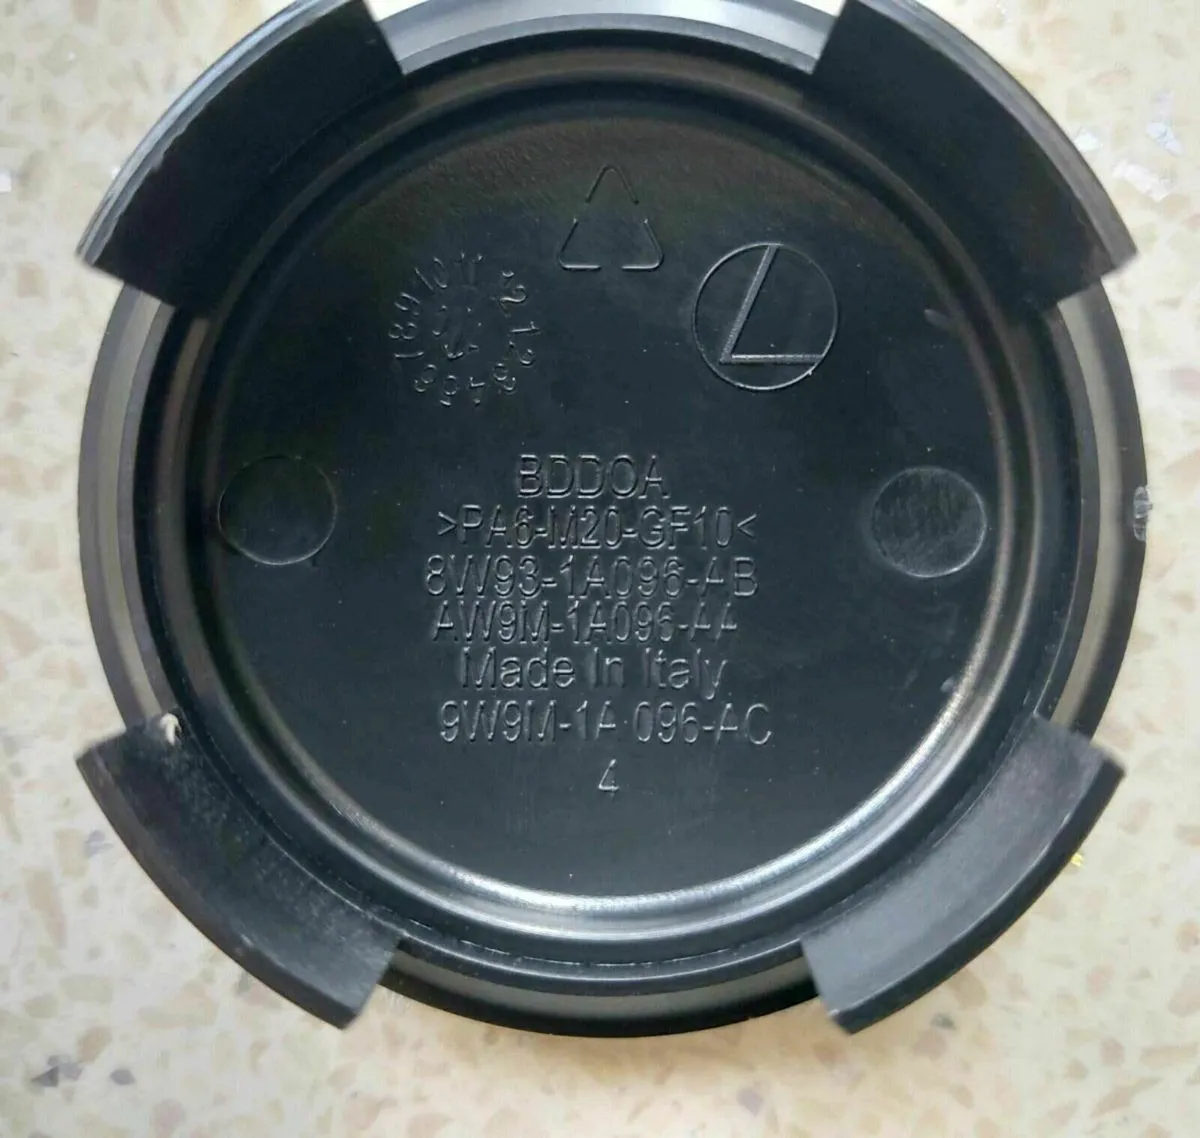 BDDOA
>PA6-M20-GF10<
8W93-1A096-AB
AW9M-1A096-AA
Made In Italy
9W9M-1A 096-AC
4